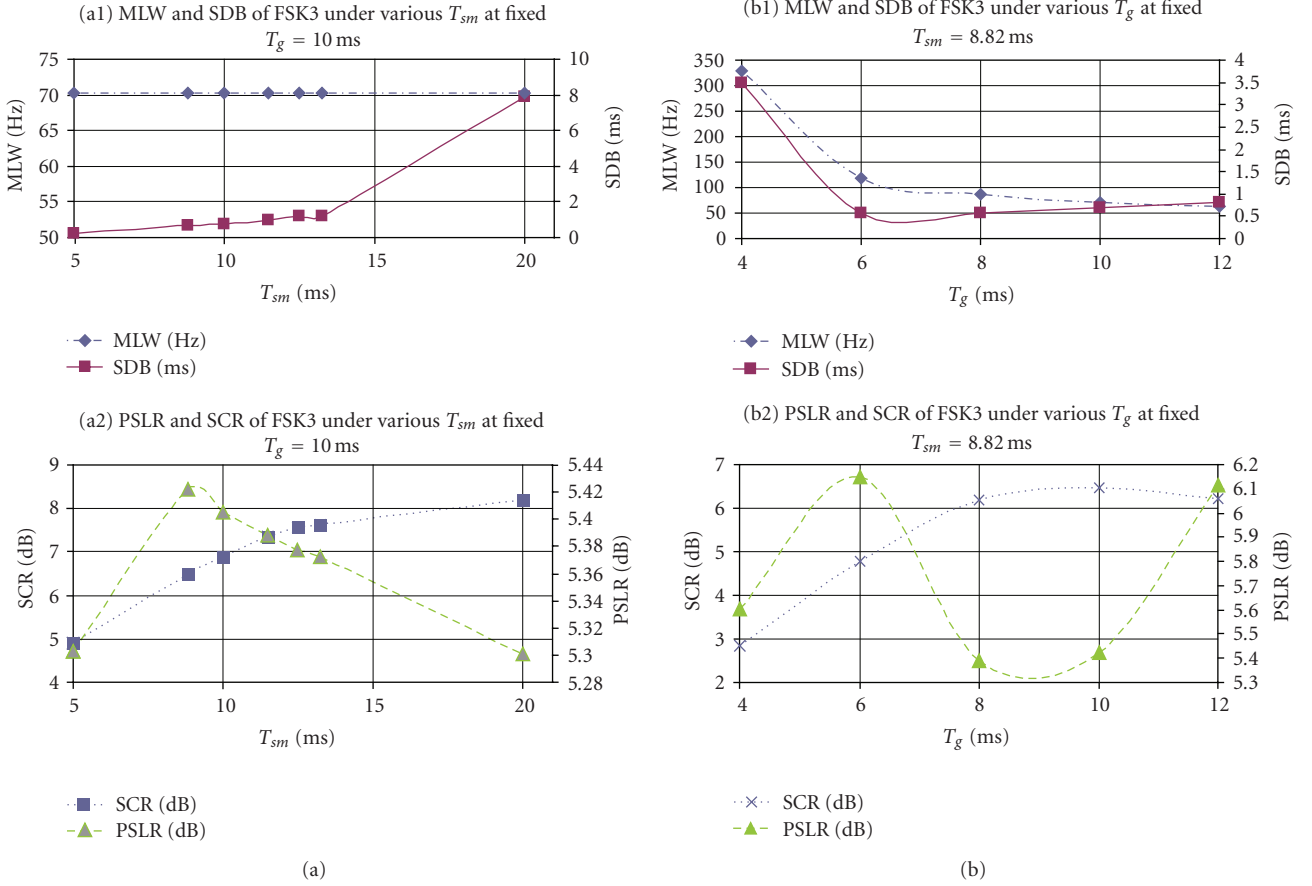 (a1) MLW and SDB of FSK3 under various Tsm at fixed
Tg = 10 ms
MLW (Hz)
75
70
65
60
55
50
10
8
6
4
2
0
SDB (ms)
5
10
15
20
Tsm (ms)
MLW (Hz)
SDB (ms)
(b1) MLW and SDB of FSK3 under various Tg at fixed
Tsm = 8.82 ms
MLW (Hz)
350
300
250
200
150
100
50
0
4
3.5
3
2.5
2
1.5
1
0.5
0
SDB (ms)
4
6
8
10
12
Tg (ms)
MLW (Hz)
SDB (ms)
(a2) PSLR and SCR of FSK3 under various Tsm at fixed
Tg = 10 ms
SCR (dB)
9
8
7
6
5
4
5.44
5.42
5.4
5.38
5.36
5.33
5.31
5.3
5.28
PSLR (dB)
5
10
15
20
Tsm (ms)
SCR (dB)
PSLR (dB)
(a)
(b2) PSLR and SCR of FSK3 under various Tg at fixed
Tsm = 8.82 ms
SCR (dB)
7
6
5
4
3
2
6.2
6.1
6
5.9
5.8
5.6
5.5
5.4
5.3
PSLR (dB)
4
6
8
10
12
Tg (ms)
SCR (dB)
PSLR (dB)
(b)